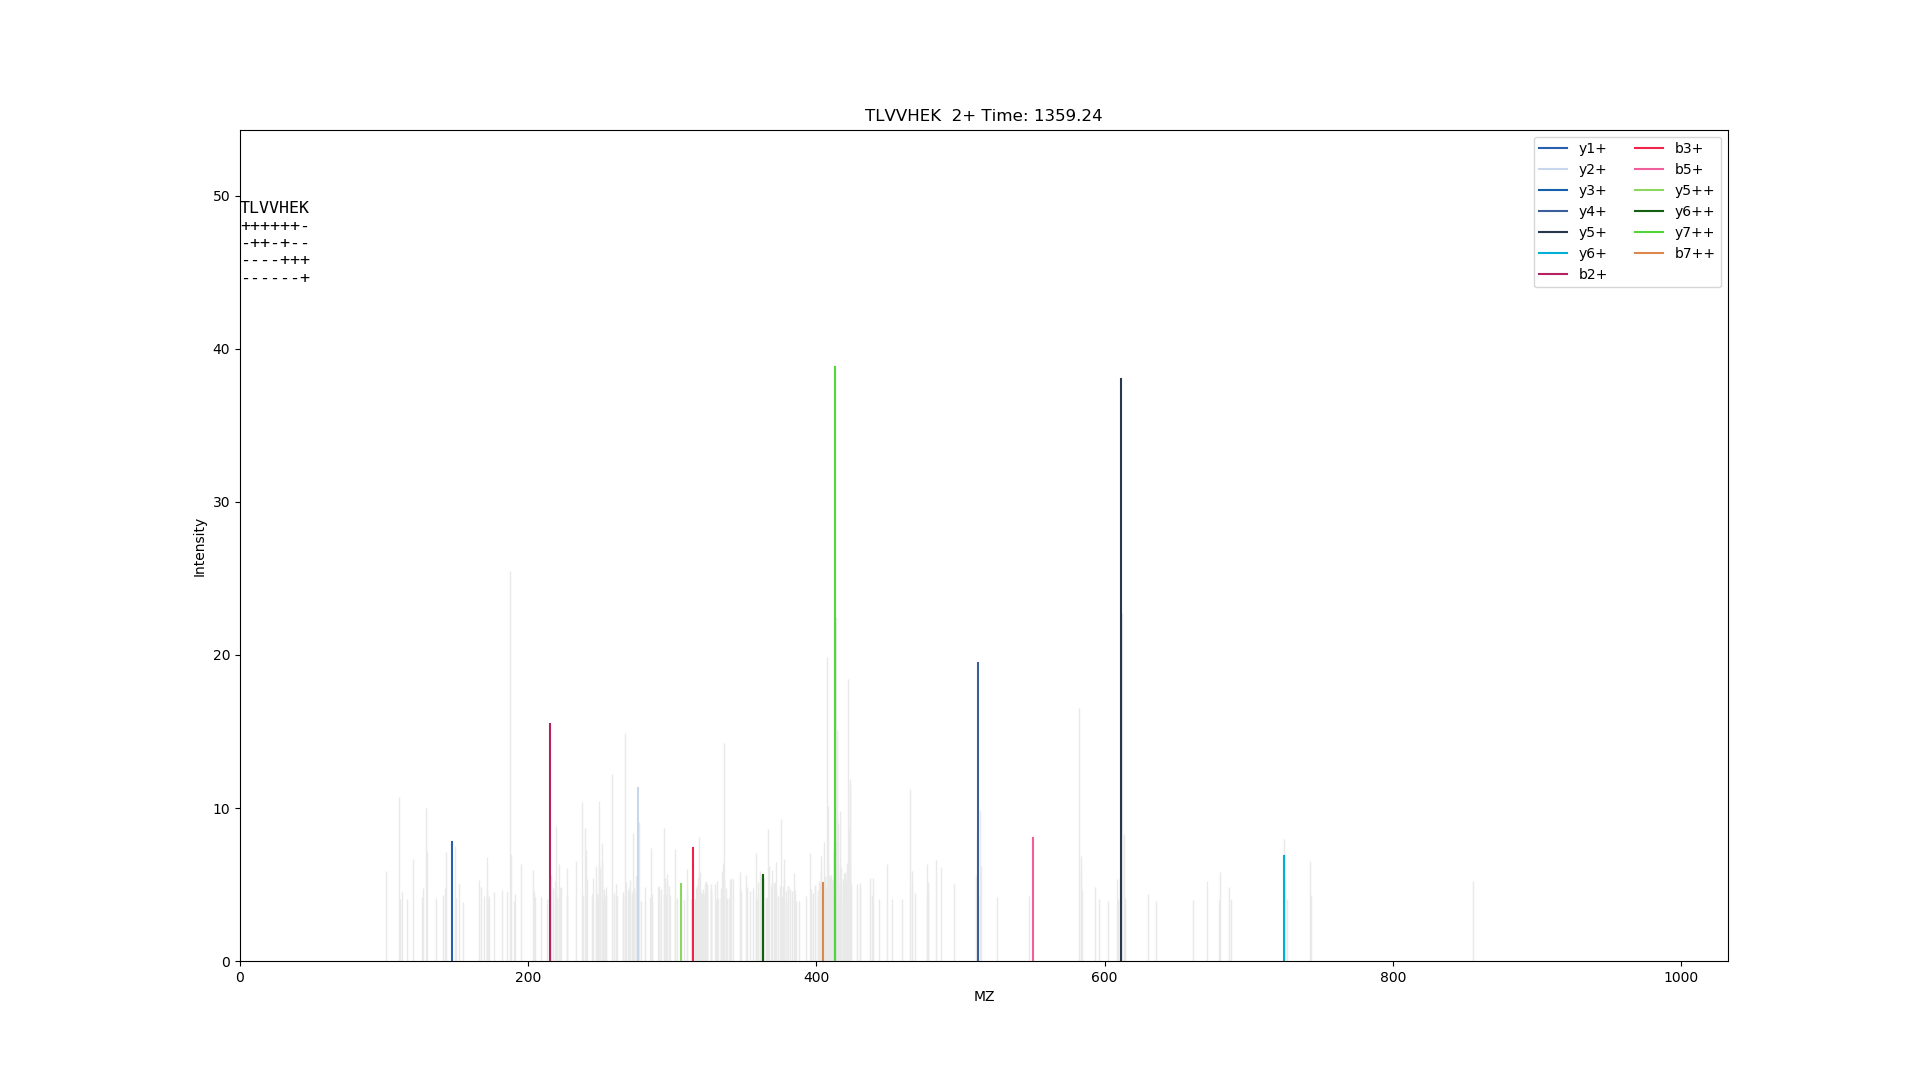 TLVVHEK  2+ Time: 1359.24
y1+
y2+
y3+
y4+
y5+
y6+
b2+
b3+
b5+
y5++
y6++
y7++
b7++
TLVVHEK
++++++-
-++-+--
----+++
------+
50
40
30
20
10
0
Intensity
0 200 400 600 800 1000
MZ